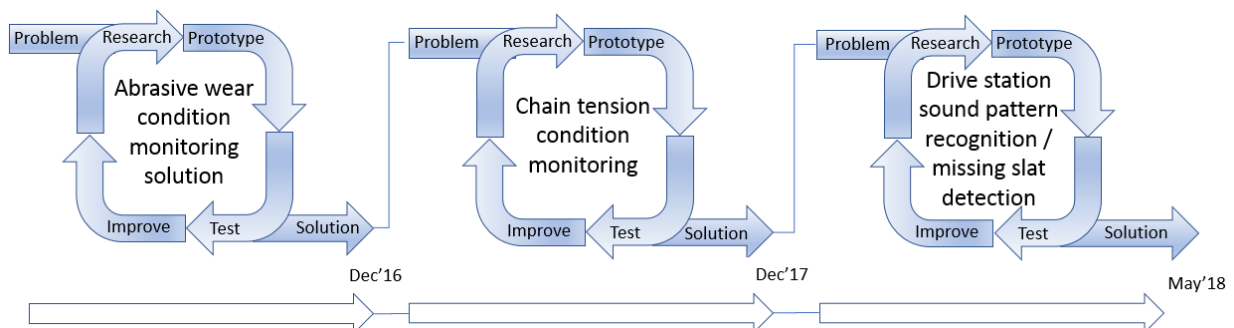 Problem
Research
Prototype
Abrasive wear
condition
monitoring
solution
Improve
Test
Solution
Dec'16
Problem
Research
Prototype
Chain tension
condition
monitoring
Improve
Test
Solution
Dec'17
Problem
Research
Prototype
Drive station
sound pattern
recognition /
missing slat
detection
Improve
Test
Solution
May'18